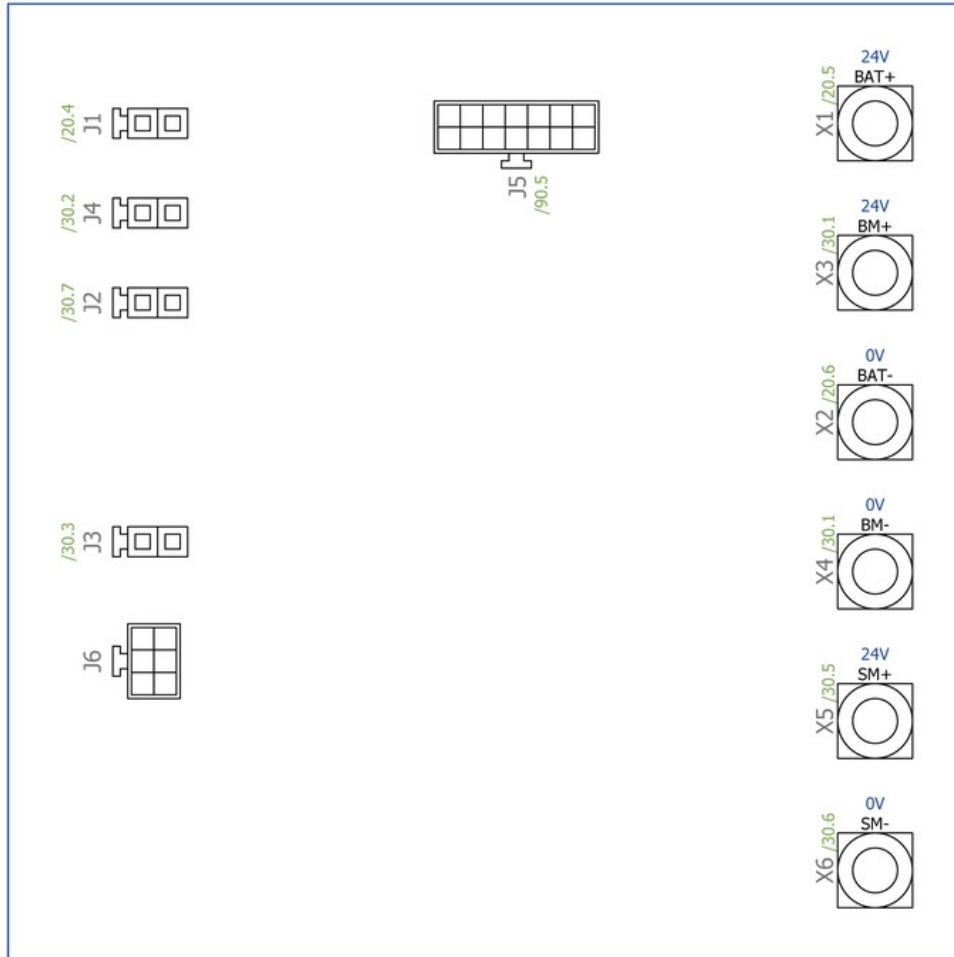 /20.4
J1
/30.2
J4
/30.7
J2
/30.3
J3
J6
J5
/90.5
24V
BAT+
X1
/20.5
24V
BM+
X3
/30.1
0V
BAT-
X2
/20.6
0V
BM-
X4
/30.1
24V
SM+
X5
/30.5
0V
SM-
X6
/30.6